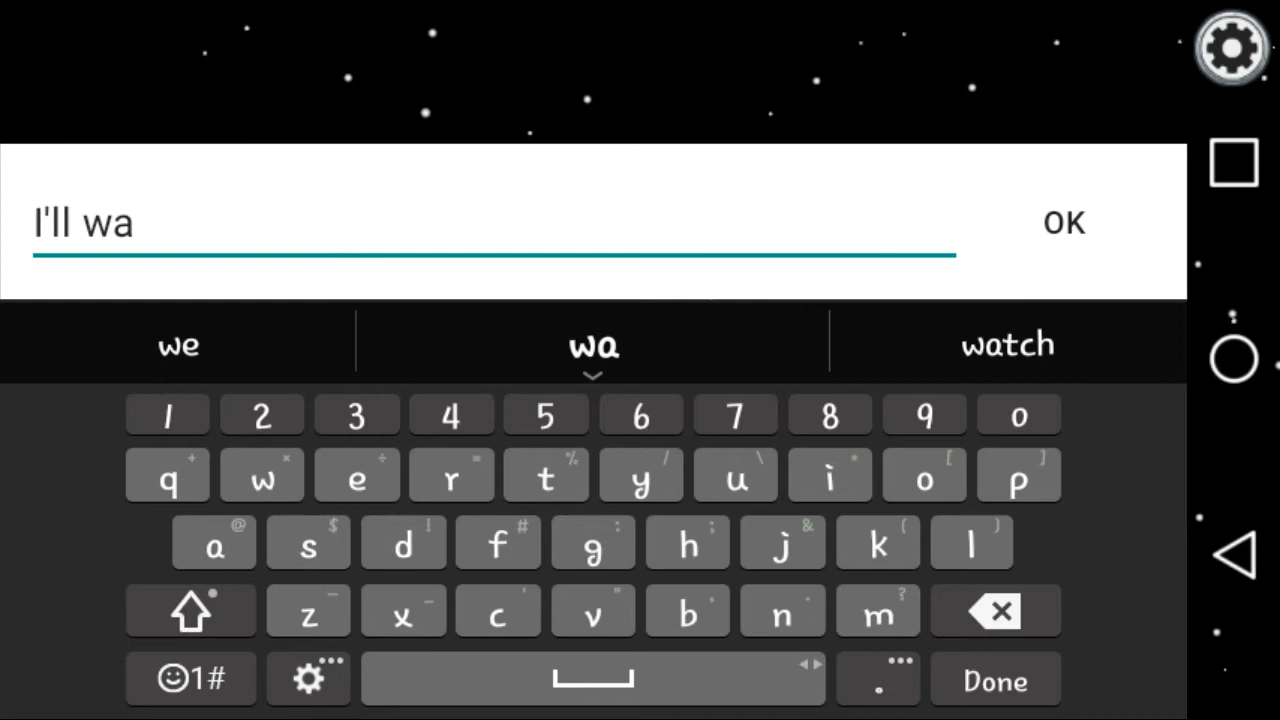 I'll wa
OK
we wa watch
1 2 3 4 5 6 7 8 9 0
+ × ÷ = % / \ * [ ]
q w e r t y u i o p
@ $ ! # : ; & ( )
a s d f g h j k l
z x c v b n m
1# . Done